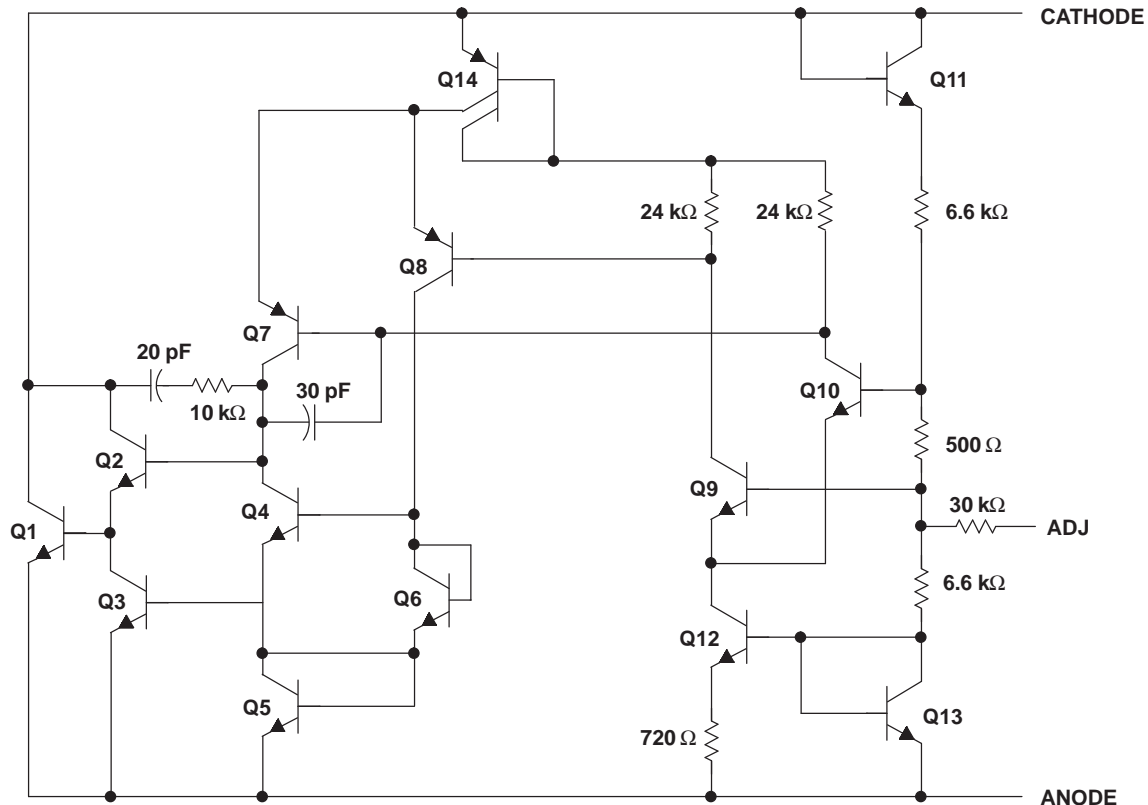 CATHODE
Q14
Q11
24 kΩ
24 kΩ
6.6 kΩ
Q8
Q7
20 pF
30 pF
Q10
10 kΩ
500 Ω
Q2
Q9
30 kΩ
Q4
Q1
ADJ
6.6 kΩ
Q3
Q6
Q12
Q5
Q13
720 Ω
ANODE